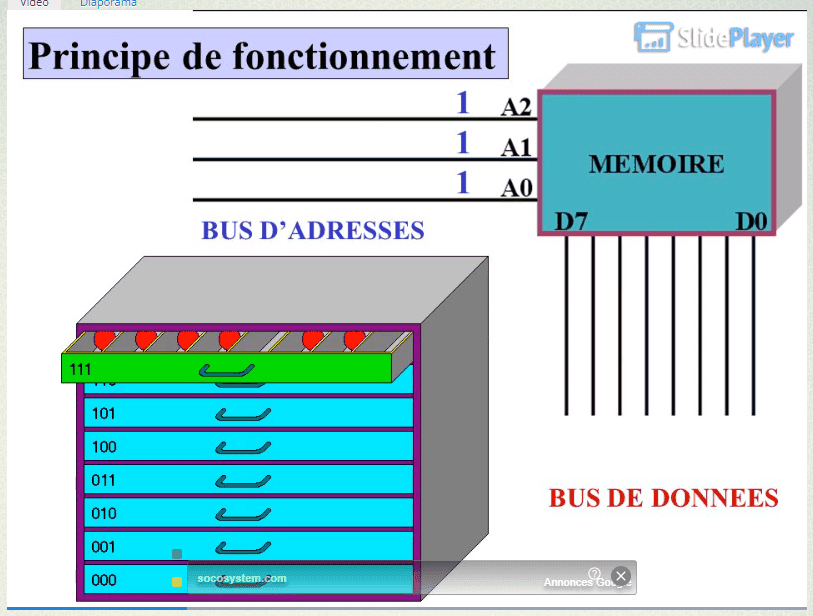 Vidéo Diaporama
Principe de fonctionnement
SlidePlayer
1 A2
1 A1
1 A0
MEMOIRE
D7 D0
BUS D'ADRESSES
111
110
101
100
011
010
001
000
BUS DE DONNEES
socosystem.com
Annonces Google